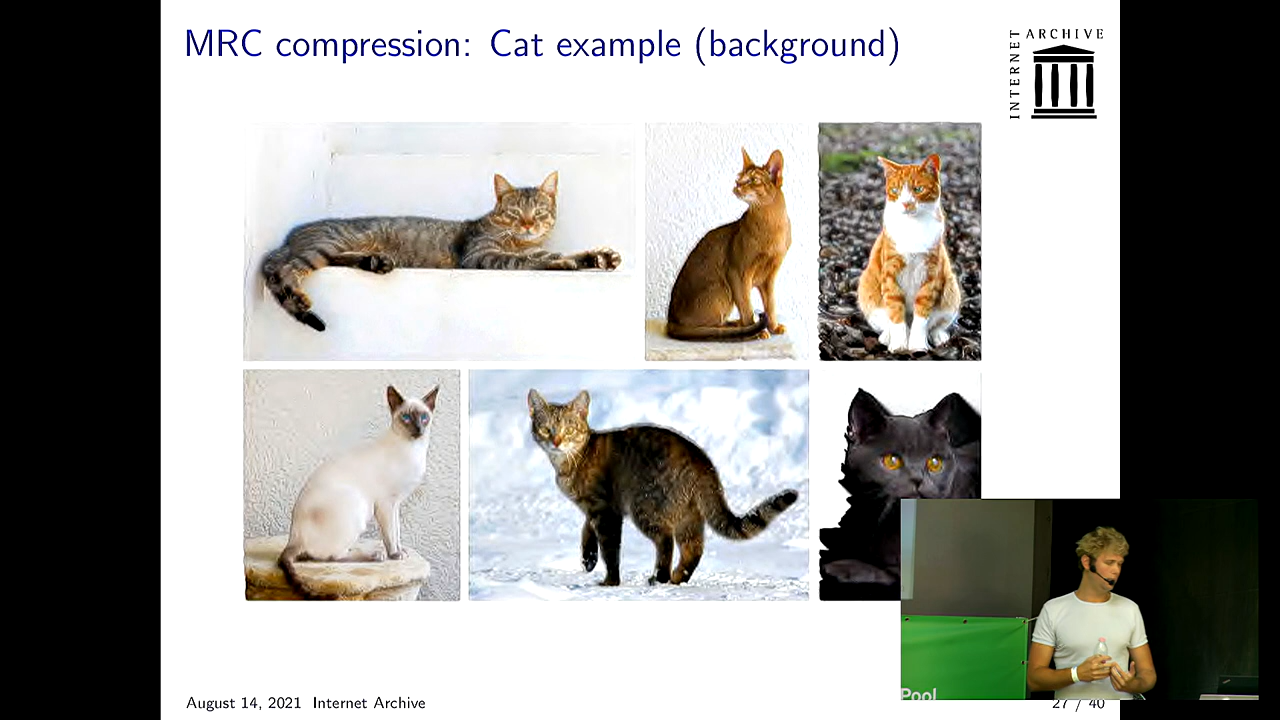 MRC compression: Cat example (background)
INTERNET ARCHIVE
Pool
August 14, 2021 Internet Archive
27 / 40